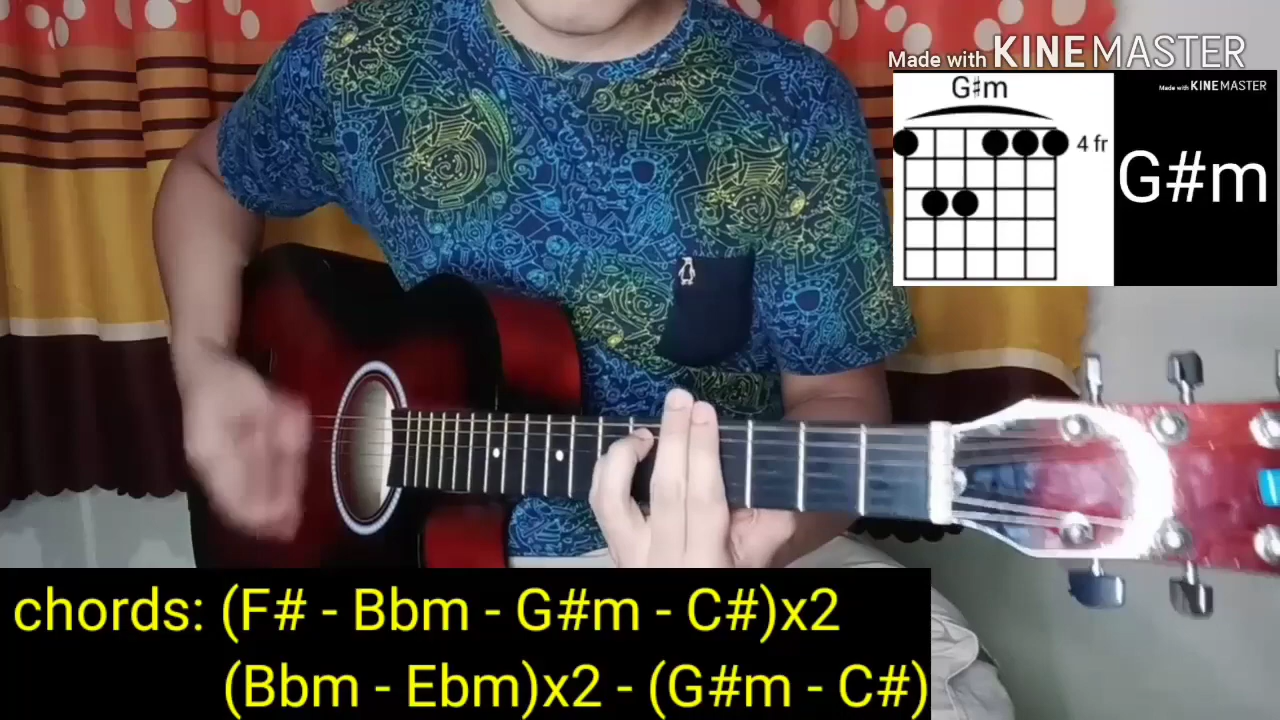 Made with KINEMASTER
Made with KINEMASTER
G#m
4 fr
G#m
chords: (F# - Bbm - G#m - C#)x2
(Bbm - Ebm)x2 - (G#m - C#)